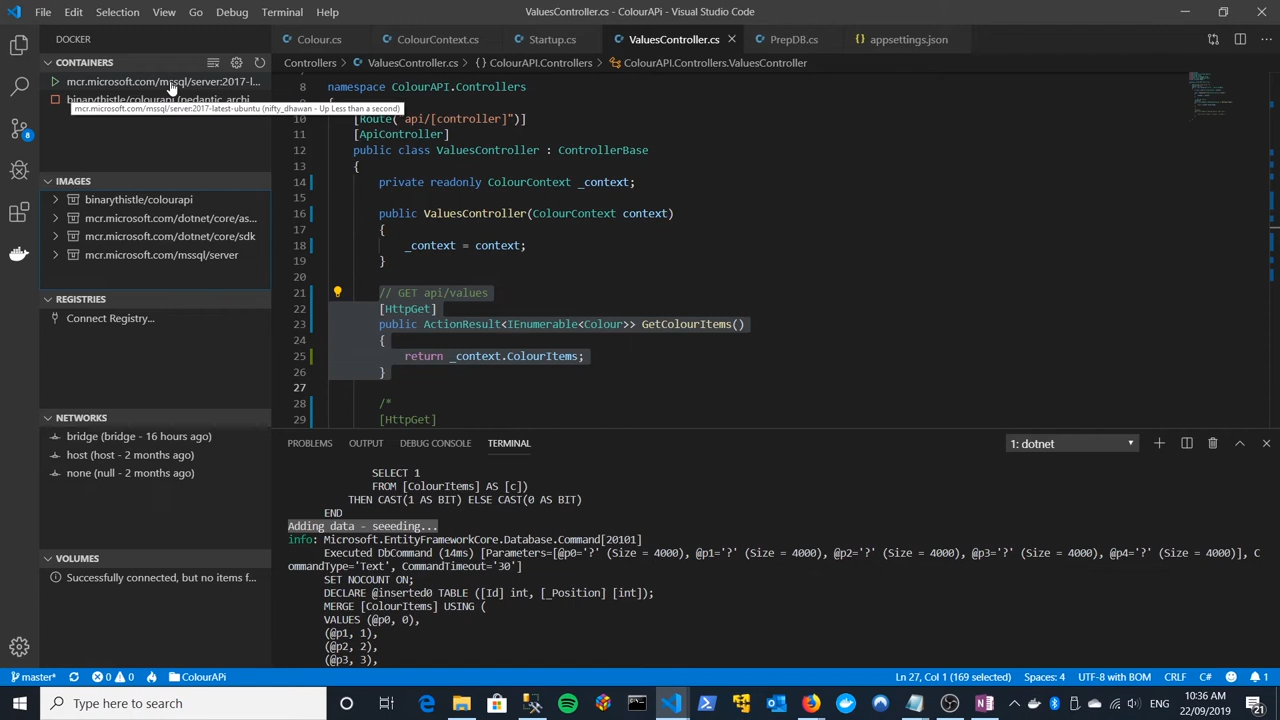 File Edit Selection View Go Debug Terminal Help
ValuesController.cs - ColourAPi - Visual Studio Code
DOCKER
CONTAINERS
mcr.microsoft.com/mssql/server:2017-l...
binarythistle/colourapi (pedantic_archi...
mcr.microsoft.com/mssql/server:2017-latest-ubuntu (nifty_dhawan - Up Less than a second)
IMAGES
binarythistle/colourapi
mcr.microsoft.com/dotnet/core/as...
mcr.microsoft.com/dotnet/core/sdk
mcr.microsoft.com/mssql/server
REGISTRIES
Connect Registry...
NETWORKS
bridge (bridge - 16 hours ago)
host (host - 2 months ago)
none (null - 2 months ago)
VOLUMES
Successfully connected, but no items f...
8
Colour.cs ColourContext.cs Startup.cs ValuesController.cs PrepDB.cs appsettings.json
Controllers > ValuesController.cs > {} ColourAPI.Controllers > ColourAPI.Controllers.ValuesController
8 namespace ColourAPI.Controllers
10 [Route("api/[controller]")]
11 [ApiController]
12 public class ValuesController : ControllerBase
13 {
14 private readonly ColourContext _context;
15
16 public ValuesController(ColourContext context)
17 {
18 _context = context;
19 }
20
21 // GET api/values
22 [HttpGet]
23 public ActionResult<IEnumerable<Colour>> GetColourItems()
24 {
25 return _context.ColourItems;
26 }
27
28 /*
29 [HttpGet]
PROBLEMS OUTPUT DEBUG CONSOLE TERMINAL
1: dotnet
SELECT 1
FROM [ColourItems] AS [c])
THEN CAST(1 AS BIT) ELSE CAST(0 AS BIT)
END
Adding data - seeeding...
info: Microsoft.EntityFrameworkCore.Database.Command[20101]
Executed DbCommand (14ms) [Parameters=[@p0='?' (Size = 4000), @p1='?' (Size = 4000), @p2='?' (Size = 4000), @p3='?' (Size = 4000), @p4='?' (Size = 4000)], C
ommandType='Text', CommandTimeout='30']
SET NOCOUNT ON;
DECLARE @inserted0 TABLE ([Id] int, [_Position] [int]);
MERGE [ColourItems] USING (
VALUES (@p0, 0),
(@p1, 1),
(@p2, 2),
(@p3, 3),
master* 0 0 ColourAPi
Ln 27, Col 1 (169 selected) Spaces: 4 UTF-8 with BOM CRLF C# 1
Type here to search
10:36 AM
22/09/2019
21